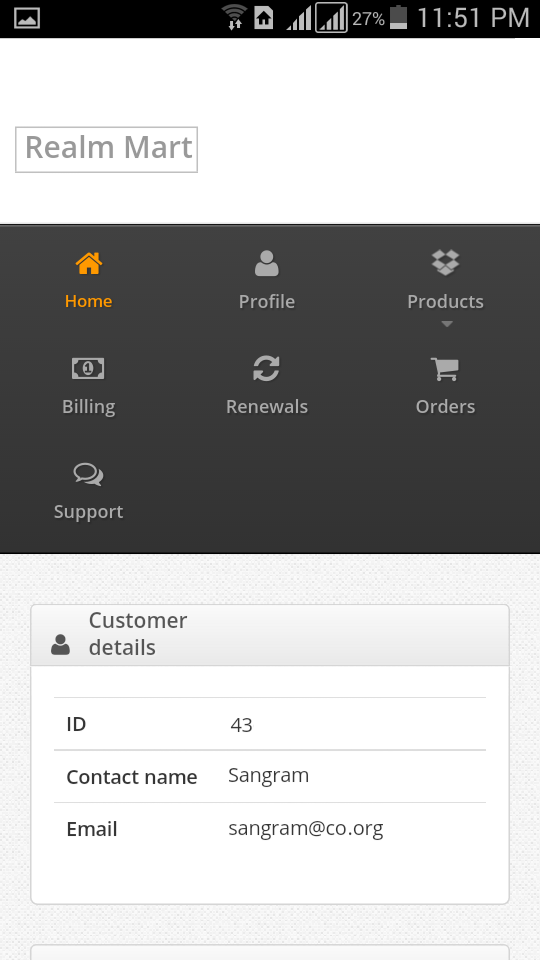 27% 11:51 PM
Realm Mart
Home Profile Products
Billing Renewals Orders
Support
Customer
details
ID 43
Contact name Sangram
Email sangram@co.org